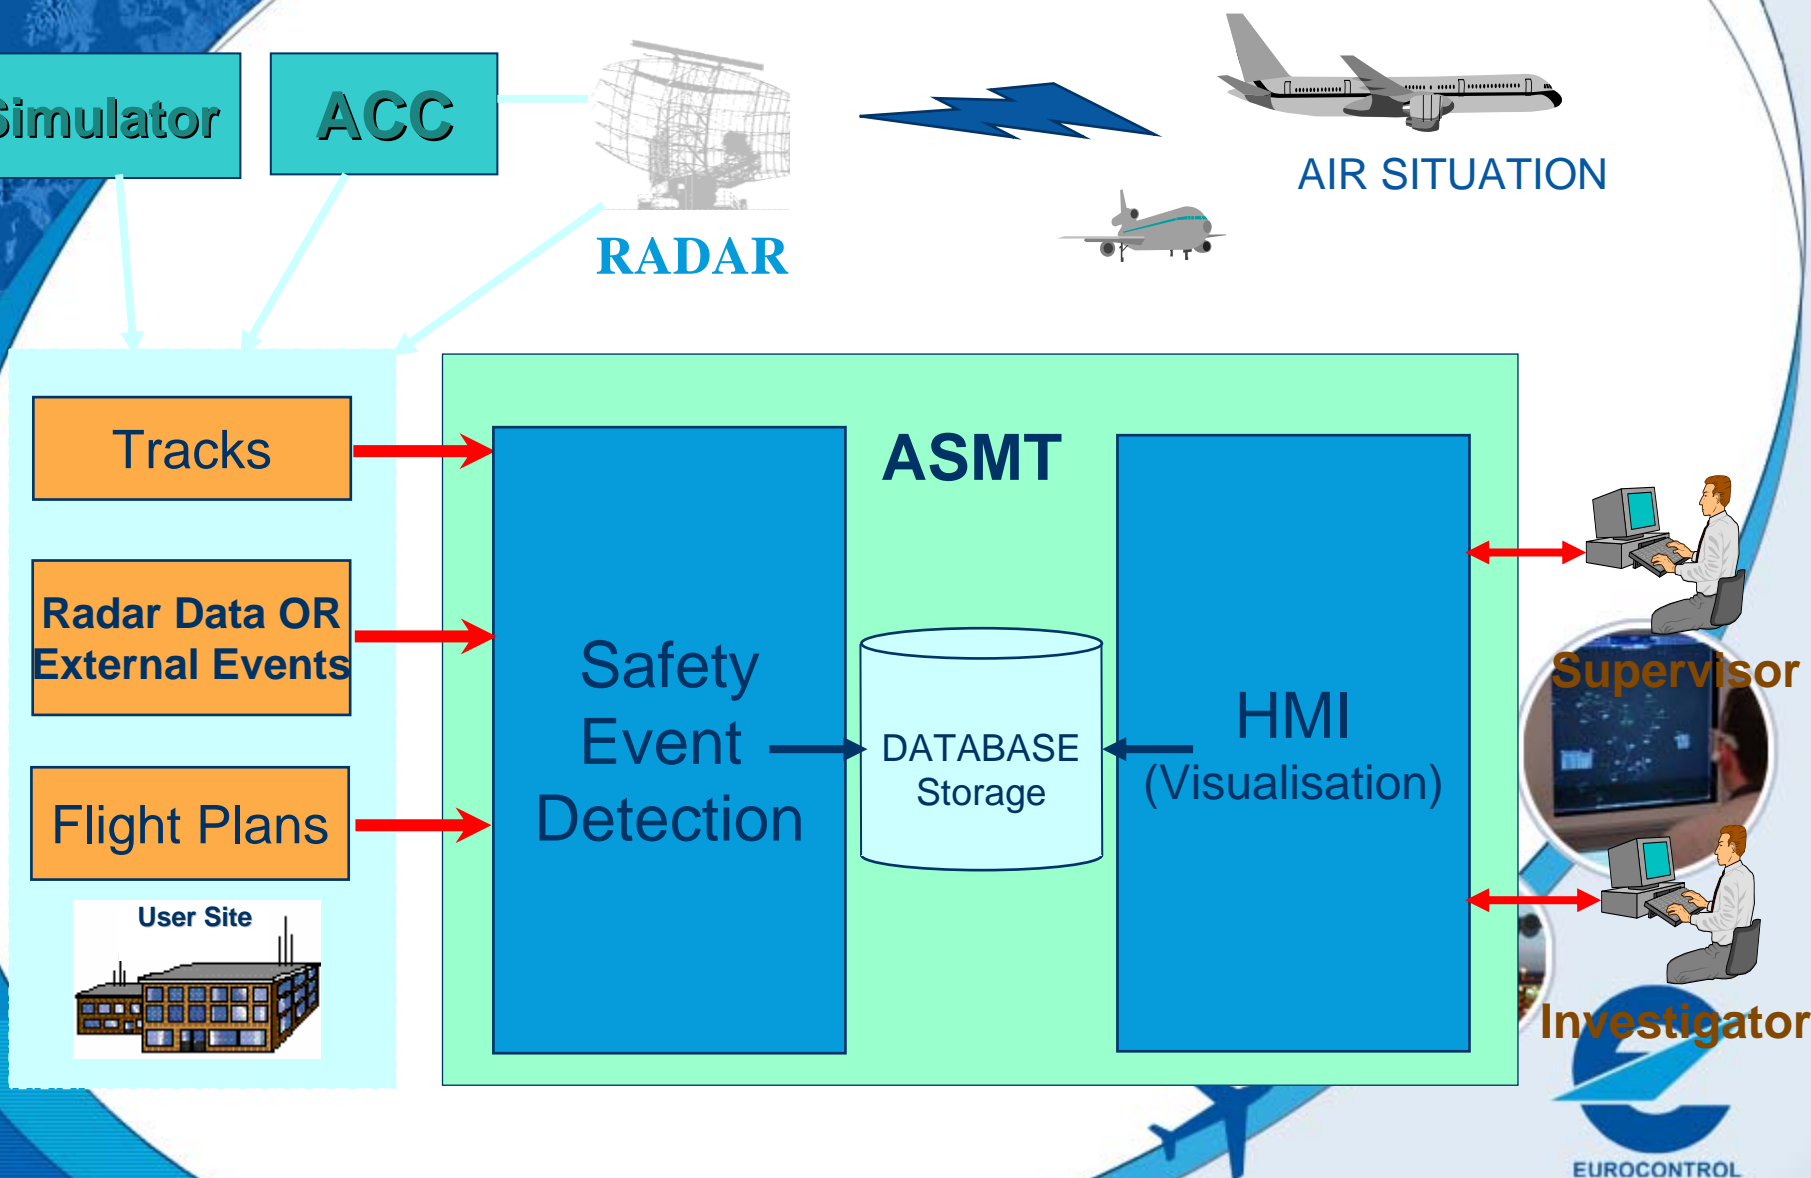 Simulator
ACC
RADAR
AIR SITUATION
Tracks
Radar Data OR
External Events
Flight Plans
User Site
ASMT
Safety
Event
Detection
DATABASE
Storage
HMI
(Visualisation)
Supervisor
Investigator
EUROCONTROL